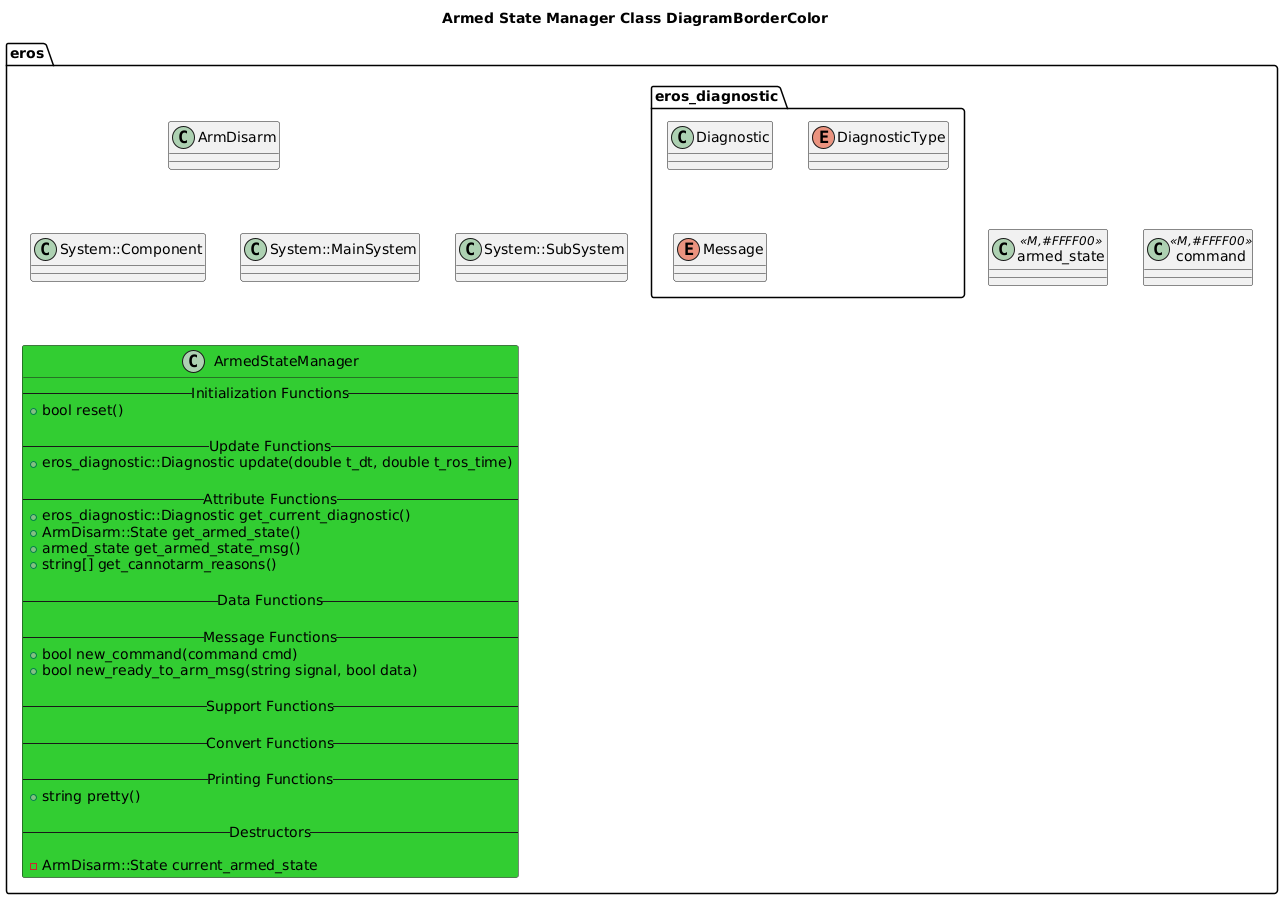 Armed State Manager Class DiagramBorderColor
eros
eros_diagnostic
C ArmDisarm
C Diagnostic
E DiagnosticType
C System::Component
C System::MainSystem
C System::SubSystem
E Message
C «M,#FFFF00»
armed_state
C «M,#FFFF00»
command
C ArmedStateManager
Initialization Functions
bool reset()
Update Functions
eros_diagnostic::Diagnostic update(double t_dt, double t_ros_time)
Attribute Functions
eros_diagnostic::Diagnostic get_current_diagnostic()
ArmDisarm::State get_armed_state()
armed_state get_armed_state_msg()
string[] get_cannotarm_reasons()
Data Functions
Message Functions
bool new_command(command cmd)
bool new_ready_to_arm_msg(string signal, bool data)
Support Functions
Convert Functions
Printing Functions
string pretty()
Destructors
ArmDisarm::State current_armed_state